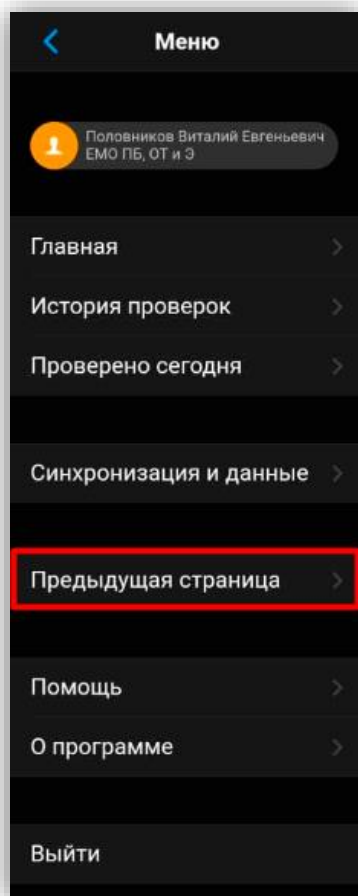 Меню
Половников Виталий Евгеньевич
ЕМО ПБ, ОТ и Э
Главная
История проверок
Проверено сегодня
Синхронизация и данные
Предыдущая страница
Помощь
О программе
Выйти